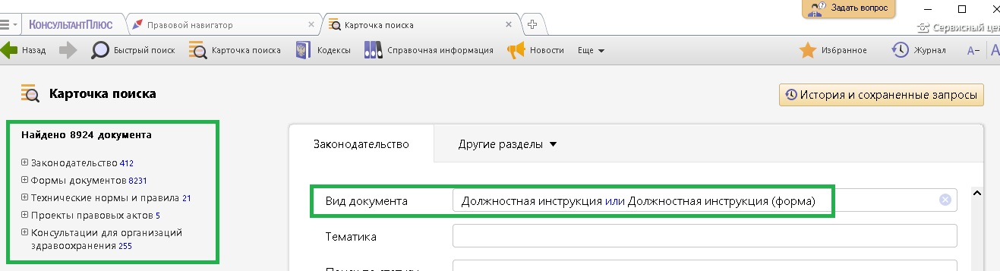 Задать вопрос
КонсультантПлюс
Правовой навигатор
Карточка поиска
Сервисный цен
Назад
Быстрый поиск
Карточка поиска
Кодексы
Справочная информация
Новости
Еще
Избранное
Журнал
А−
А
Карточка поиска
История и сохраненные запросы
Найдено 8924 документа
Законодательство 412
Формы документов 8231
Технические нормы и правила 21
Проекты правовых актов 5
Консультации для организаций
здравоохранения 255
Законодательство
Другие разделы
Вид документа
Должностная инструкция или Должностная инструкция (форма)
Тематика